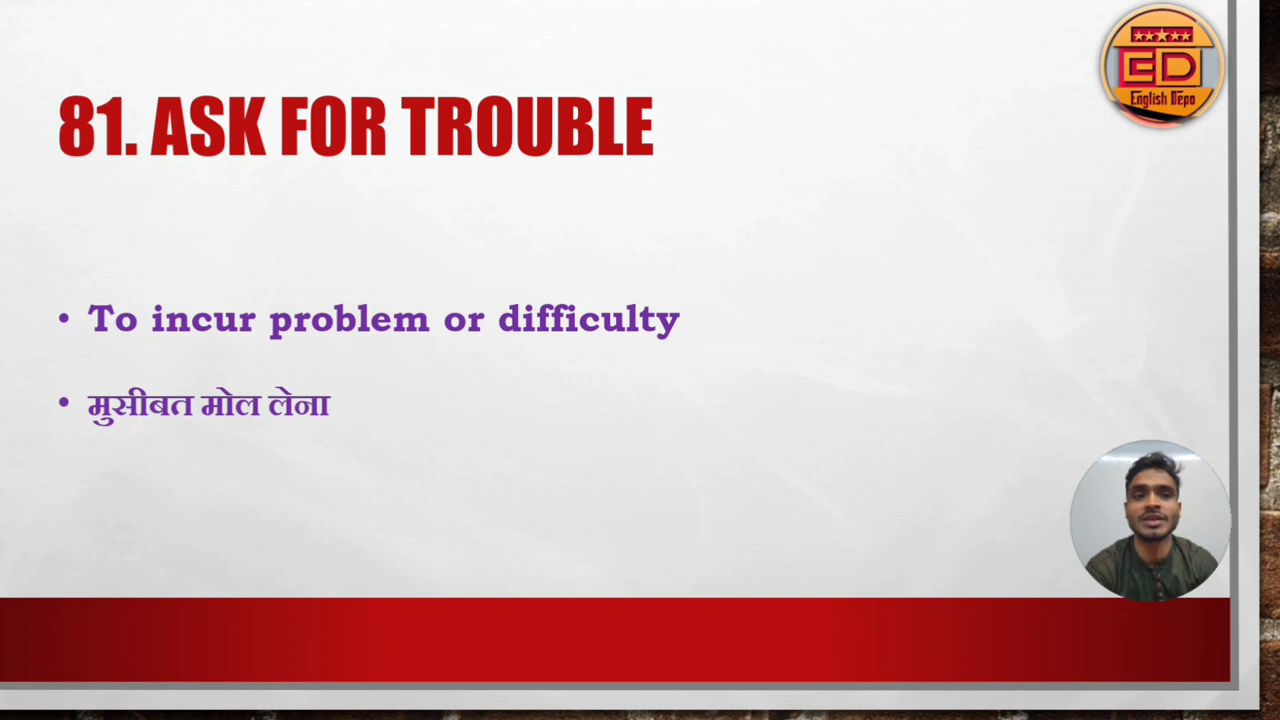 ED
English Depo
81. ASK FOR TROUBLE
• To incur problem or difficulty
• मुसीबत मोल लेना